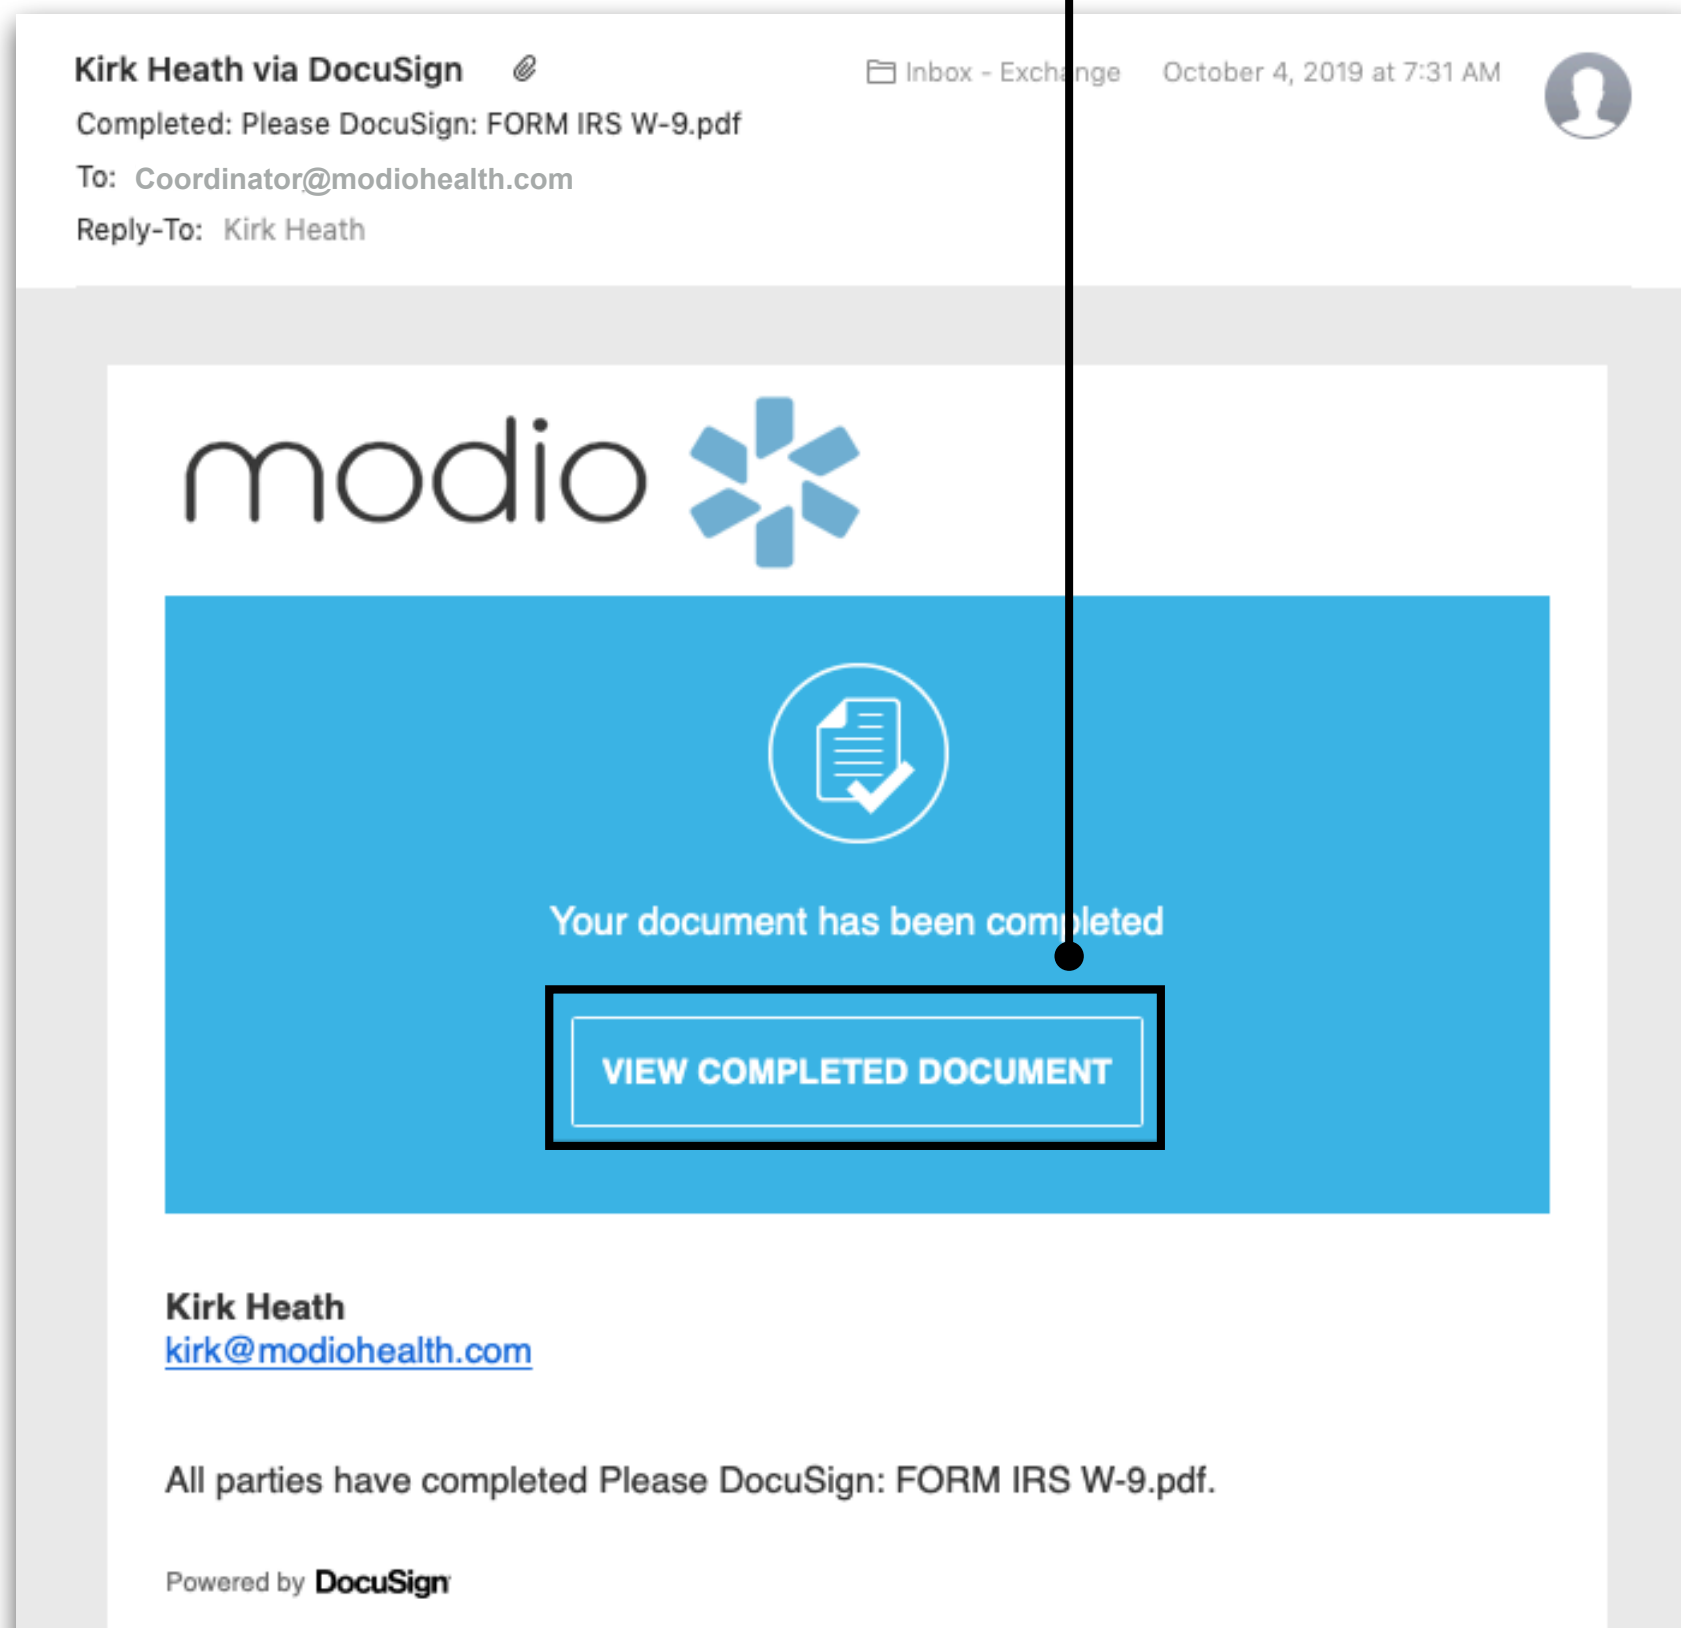 Kirk Heath via DocuSign
Inbox - Exchange October 4, 2019 at 7:31 AM
Completed: Please DocuSign: FORM IRS W-9.pdf
To: Coordinator@modiohealth.com
Reply-To: Kirk Heath
modio
Your document has been completed
VIEW COMPLETED DOCUMENT
Kirk Heath
kirk@modiohealth.com
All parties have completed Please DocuSign: FORM IRS W-9.pdf.
Powered by DocuSign